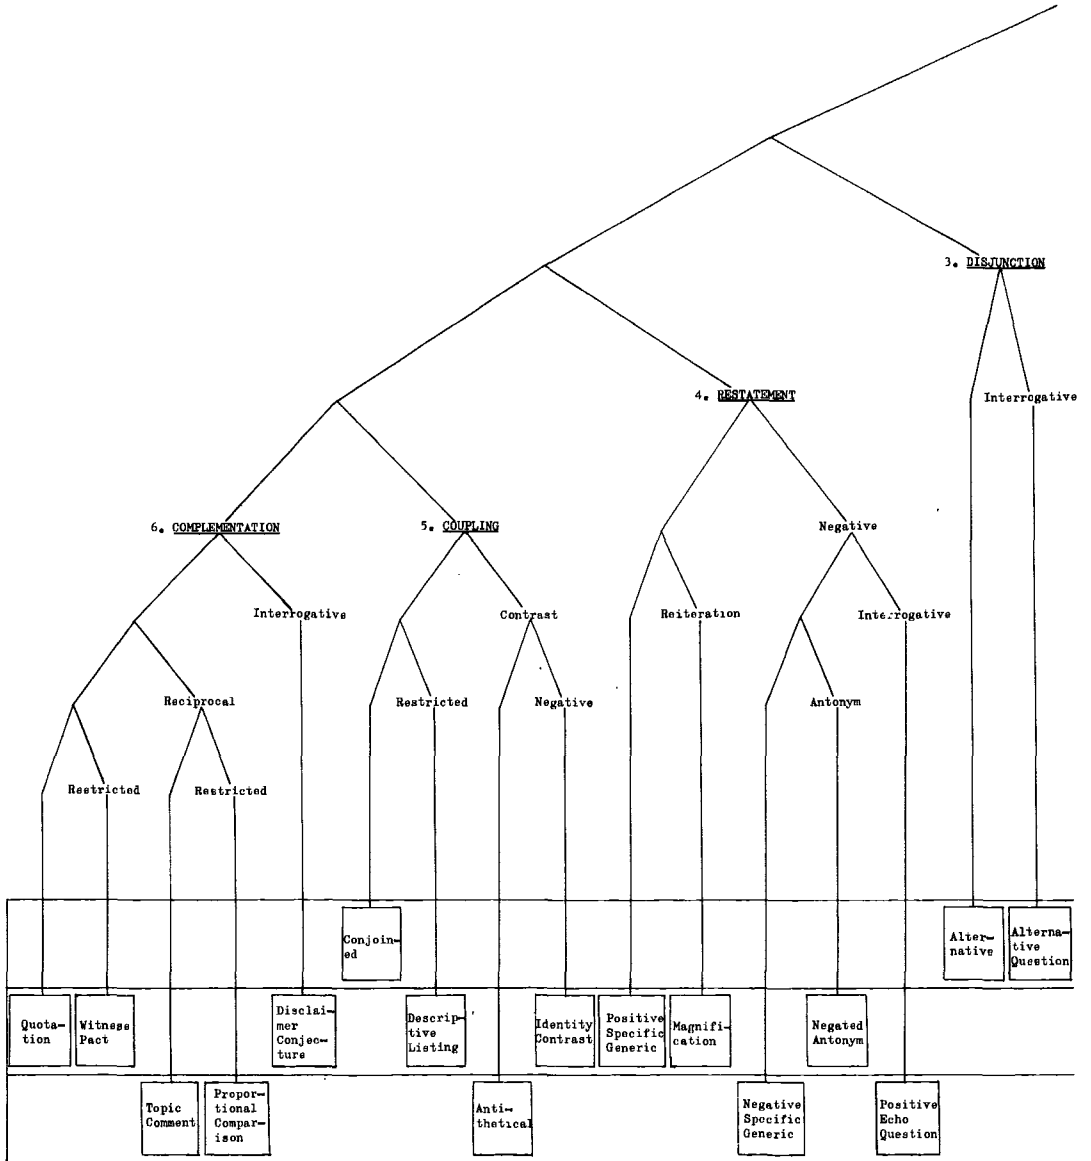 3. DISJUNCTION
4. RESTATEMENT
Interrogative
6. COMPLEMENTATION
5. COUPLING
Negative
Interrogative
Contrast
Reiteration
Interrogative
Reciprocal
Restricted
Negative
Antonym
Restricted
Restricted
Conjoin-
ed
Alter-
native
Alterna-
tive
Question
Quota-
tion
Witness
Pact
Disclai-
mer
Conjec-
ture
Descrip-
tive
Listing
Identity
Contrast
Positive
Specific
Generic
Magnifi-
cation
Negated
Antonym
Topic
Comment
Propor-
tional
Compar-
ison
Anti-
thetical
Negative
Specific
Generic
Positive
Echo
Question